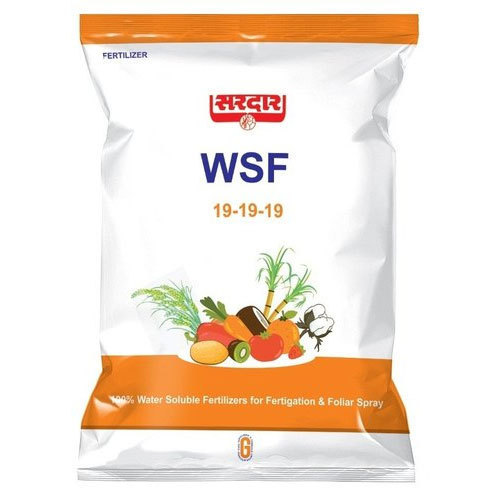 FERTILIZER
सरदार
WSF
19-19-19
100% Water Soluble Fertilizers for Fertigation & Foliar Spray
G